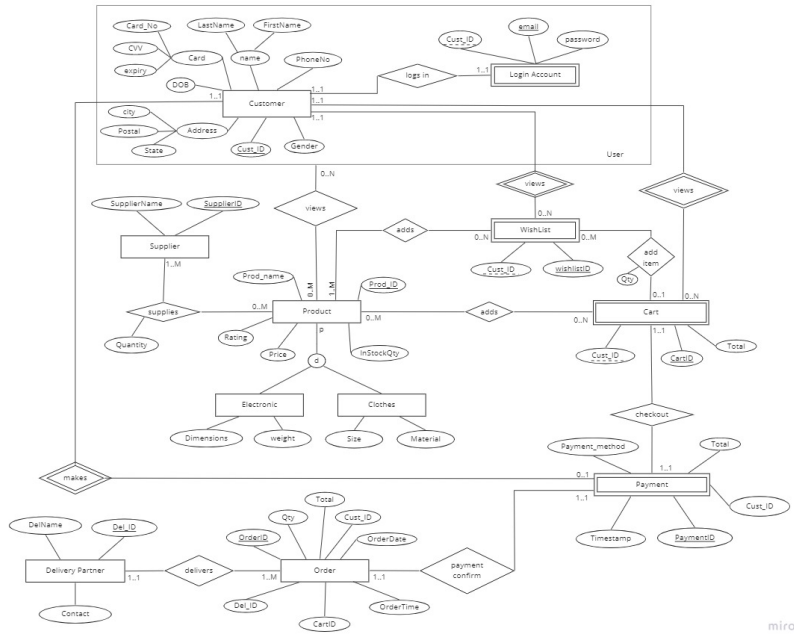 Card_No
LastName
FirstName
email
Cust_ID
password
CVV
Card
name
PhoneNo
expiry
logs in
1..1
Login Account
DOB
1..1
1..1
Customer
1..1
1..1
city
Postal
Address
State
Cust_ID
Gender
User
0..N
views
views
SupplierName
SupplierID
views
adds
0..N
WishList
0..N
0..M
Supplier
1..M
add
item
Qty
Cust_ID
wishlistID
Prod_name
Prod_ID
0..M
1..M
0..1
0..N
supplies
0..M
Product
0..M
adds
0..N
Cart
1..1
Quantity
Rating
Price
P
InStockQty
Cust_ID
CartID
Total
d
Electronic
Clothes
checkout
Dimensions
weight
Size
Material
Payment_method
Total
1..1
makes
0..1
Payment
1..1
Cust_ID
Timestamp
PaymentID
Total
Qty
Cust_ID
DelName
Del_ID
OrderID
OrderDate
Delivery Partner
1..1
delivers
1..M
Order
1..1
payment
confirm
Contact
Del_ID
CartID
OrderTime
miro